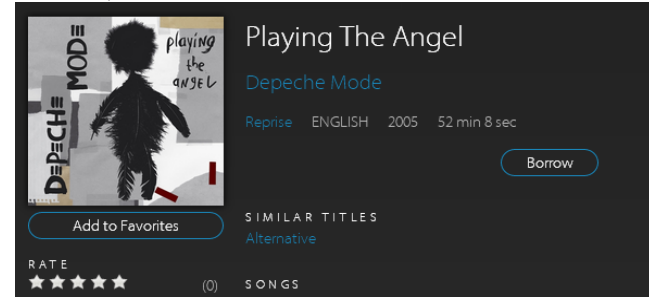 DEPECHE MODE
playing
the
ANGEL
Add to Favorites
RATE
(0)
Playing The Angel
Depeche Mode
Reprise ENGLISH 2005 52 min 8 sec
Borrow
SIMILAR TITLES
Alternative
SONGS